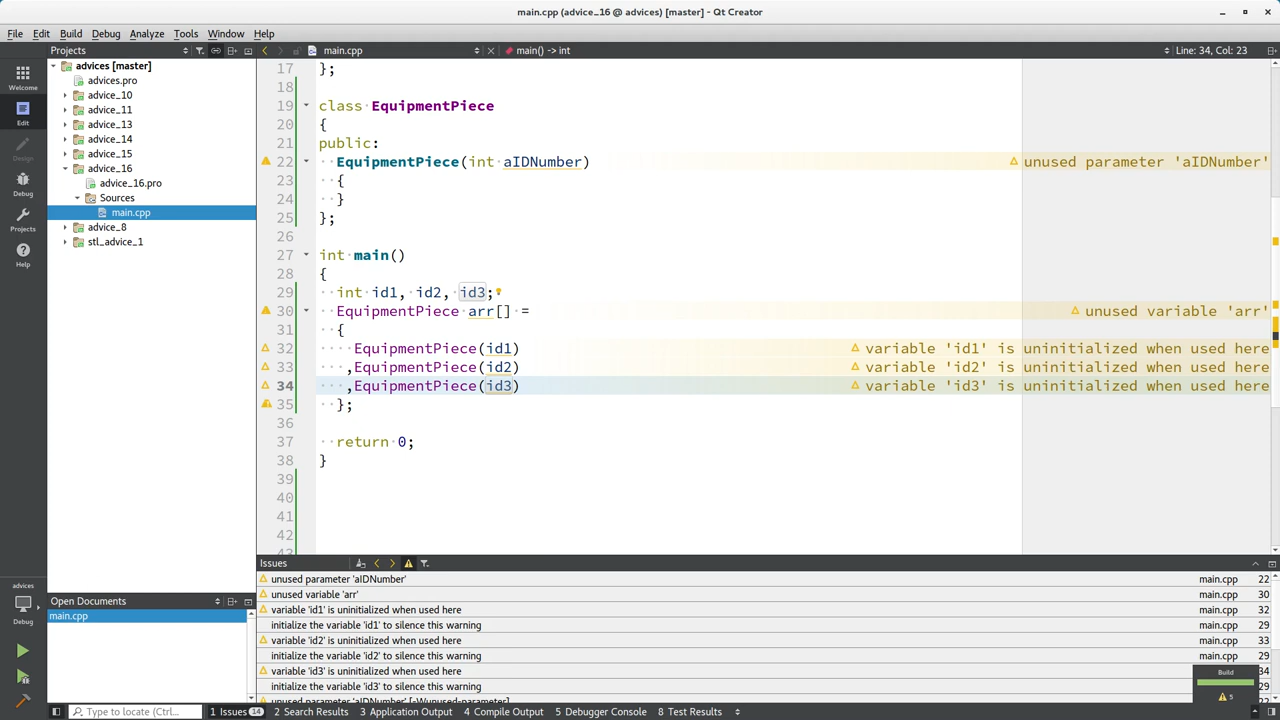 main.cpp (advice_16 @ advices) [master] - Qt Creator
File Edit Build Debug Analyze Tools Window Help
Projects
main.cpp
main() -> int
Line: 34, Col: 23
Welcome
Edit
Design
Debug
Projects
Help
advices [master]
advices.pro
advice_10
advice_11
advice_13
advice_14
advice_15
advice_16
advice_16.pro
Sources
main.cpp
advice_8
stl_advice_1
17 };
18
19 class EquipmentPiece
20 {
21 public:
22 EquipmentPiece(int aIDNumber) unused parameter 'aIDNumber'
23 {
24 }
25 };
26
27 int main()
28 {
29 int id1, id2, id3;
30 EquipmentPiece arr[] = unused variable 'arr'
31 {
32 EquipmentPiece(id1) variable 'id1' is uninitialized when used here
33 ,EquipmentPiece(id2) variable 'id2' is uninitialized when used here
34 ,EquipmentPiece(id3) variable 'id3' is uninitialized when used here
35 };
36
37 return 0;
38 }
39
40
41
42
43
Issues
unused parameter 'aIDNumber' main.cpp 22
unused variable 'arr' main.cpp 30
variable 'id1' is uninitialized when used here main.cpp 32
initialize the variable 'id1' to silence this warning main.cpp 29
variable 'id2' is uninitialized when used here main.cpp 33
initialize the variable 'id2' to silence this warning main.cpp 29
variable 'id3' is uninitialized when used here main.cpp 34
initialize the variable 'id3' to silence this warning main.cpp 29
unused parameter 'aIDNumber' [-Wunused-parameter]
Build
5
advices
Debug
Open Documents
main.cpp
Type to locate (Ctrl+K)
1 Issues 14
2 Search Results
3 Application Output
4 Compile Output
5 Debugger Console
8 Test Results